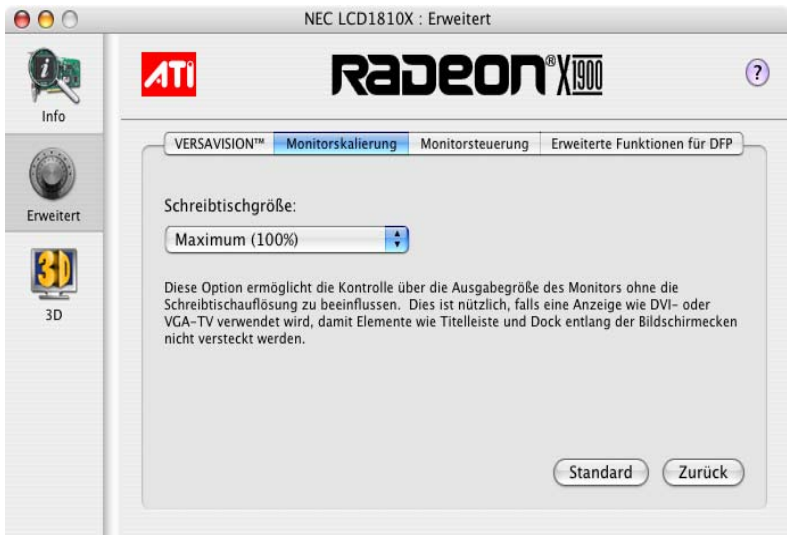 NEC LCD1810X : Erweitert
Info
Erweitert
3D
ATI
RADEON® X1900
?
VERSAVISION™ Monitorskalierung Monitorsteuerung Erweiterte Funktionen für DFP
Schreibtischgröße:
Maximum (100%)
Diese Option ermöglicht die Kontrolle über die Ausgabegröße des Monitors ohne die
Schreibtischauflösung zu beeinflussen. Dies ist nützlich, falls eine Anzeige wie DVI- oder
VGA-TV verwendet wird, damit Elemente wie Titelleiste und Dock entlang der Bildschirmecken
nicht versteckt werden.
Standard Zurück